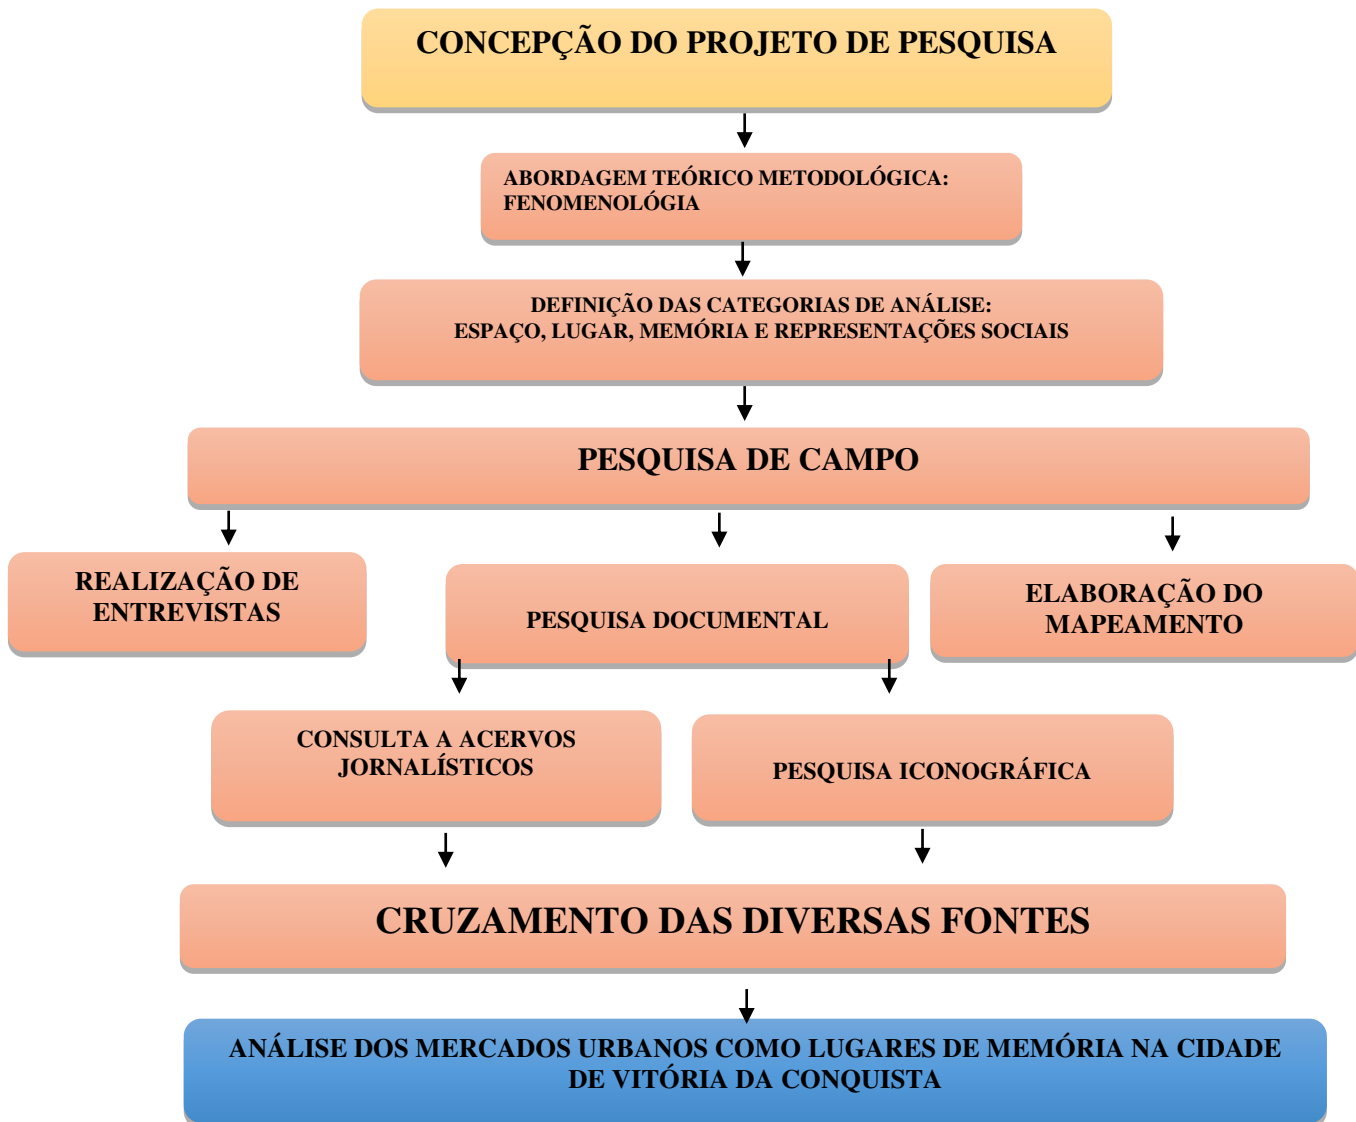 CONCEPÇÃO DO PROJETO DE PESQUISA
ABORDAGEM TEÓRICO METODOLÓGICA:
FENOMENOLÓGIA
DEFINIÇÃO DAS CATEGORIAS DE ANÁLISE:
ESPAÇO, LUGAR, MEMÓRIA E REPRESENTAÇÕES SOCIAIS
PESQUISA DE CAMPO
REALIZAÇÃO DE
ENTREVISTAS
PESQUISA DOCUMENTAL
ELABORAÇÃO DO
MAPEAMENTO
CONSULTA A ACERVOS
JORNALÍSTICOS
PESQUISA ICONOGRÁFICA
CRUZAMENTO DAS DIVERSAS FONTES
ANÁLISE DOS MERCADOS URBANOS COMO LUGARES DE MEMÓRIA NA CIDADE
DE VITÓRIA DA CONQUISTA